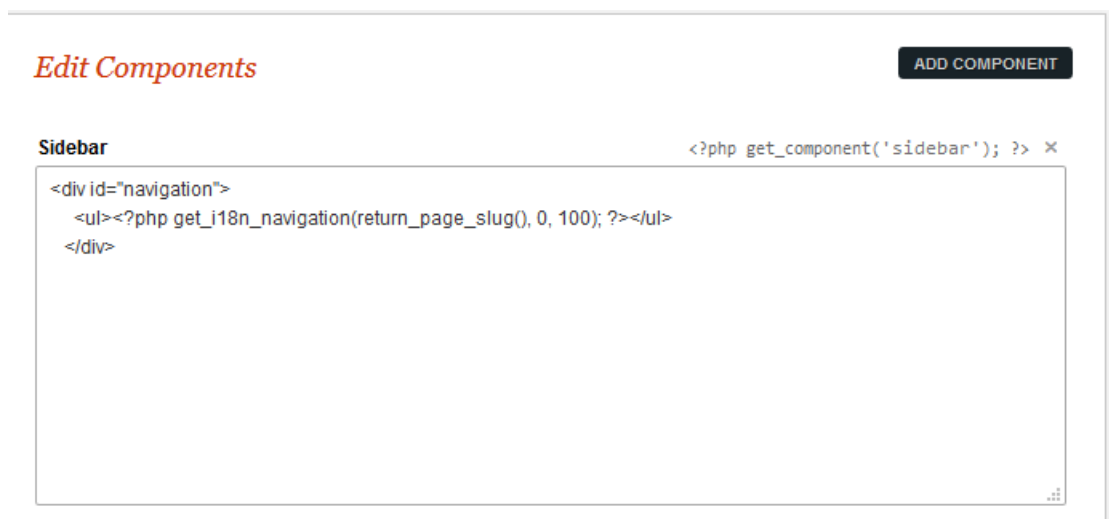 Edit Components
ADD COMPONENT
Sidebar
<?php get_component('sidebar'); ?> ×
<div id="navigation">
<ul><?php get_i18n_navigation(return_page_slug(), 0, 100); ?></ul>
</div>